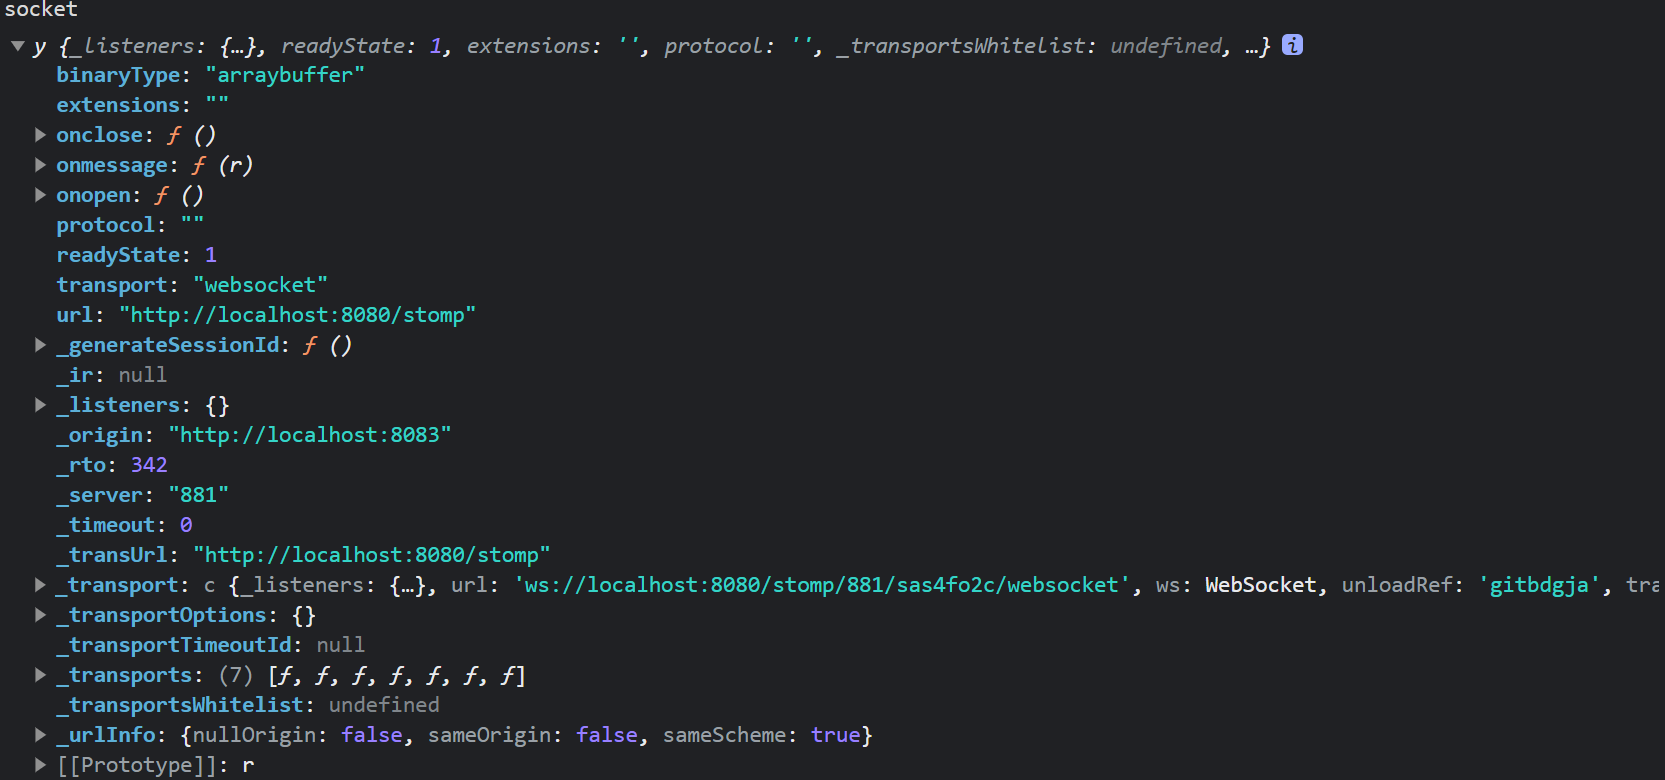 socket
▼ y {_listeners: {…}, readyState: 1, extensions: '', protocol: '', _transportsWhitelist: undefined, …} i
binaryType: "arraybuffer"
extensions: ""
▶ onclose: ƒ ()
▶ onmessage: ƒ (r)
▶ onopen: ƒ ()
protocol: ""
readyState: 1
transport: "websocket"
url: "http://localhost:8080/stomp"
▶ _generateSessionId: ƒ ()
_ir: null
▶ _listeners: {}
_origin: "http://localhost:8083"
_rto: 342
_server: "881"
_timeout: 0
_transUrl: "http://localhost:8080/stomp"
▶ _transport: c {_listeners: {…}, url: 'ws://localhost:8080/stomp/881/sas4fo2c/websocket', ws: WebSocket, unloadRef: 'gitbdgja', tra
▶ _transportOptions: {}
_transportTimeoutId: null
▶ _transports: (7) [ƒ, ƒ, ƒ, ƒ, ƒ, ƒ, ƒ]
_transportsWhitelist: undefined
▶ _urlInfo: {nullOrigin: false, sameOrigin: false, sameScheme: true}
▶ [[Prototype]]: r